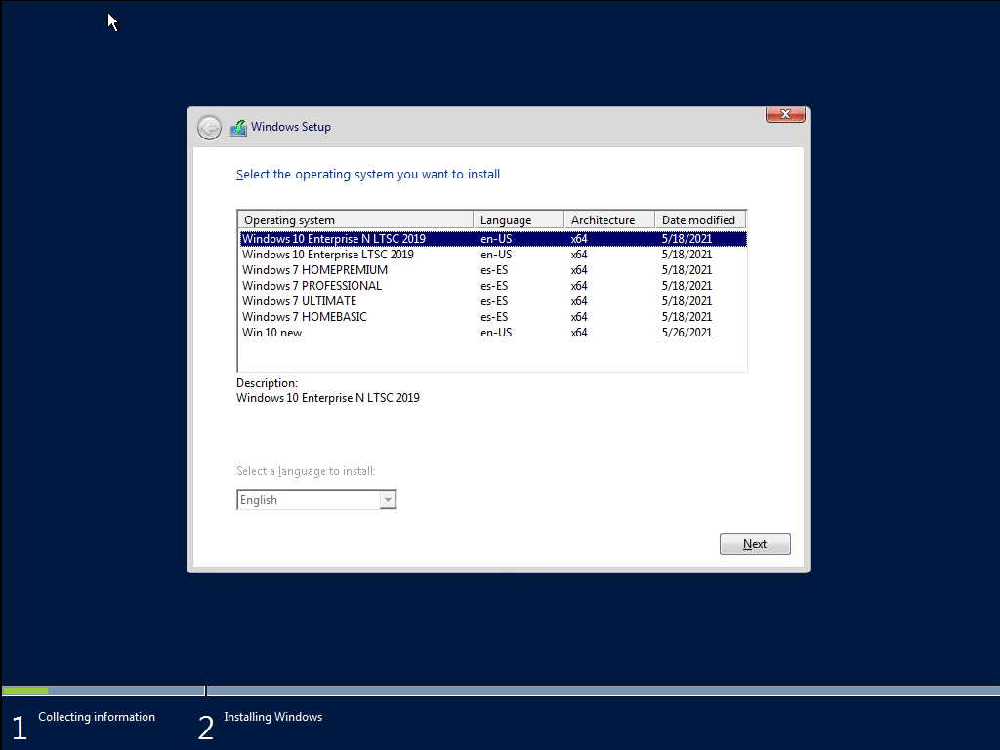 Windows Setup
Select the operating system you want to install
Operating system Language Architecture Date modified
Windows 10 Enterprise N LTSC 2019 en-US x64 5/18/2021
Windows 10 Enterprise LTSC 2019 en-US x64 5/18/2021
Windows 7 HOMEPREMIUM es-ES x64 5/18/2021
Windows 7 PROFESSIONAL es-ES x64 5/18/2021
Windows 7 ULTIMATE es-ES x64 5/18/2021
Windows 7 HOMEBASIC es-ES x64 5/18/2021
Win 10 new en-US x64 5/26/2021
Description:
Windows 10 Enterprise N LTSC 2019
Select a language to install:
English
Next
1 Collecting information 2 Installing Windows